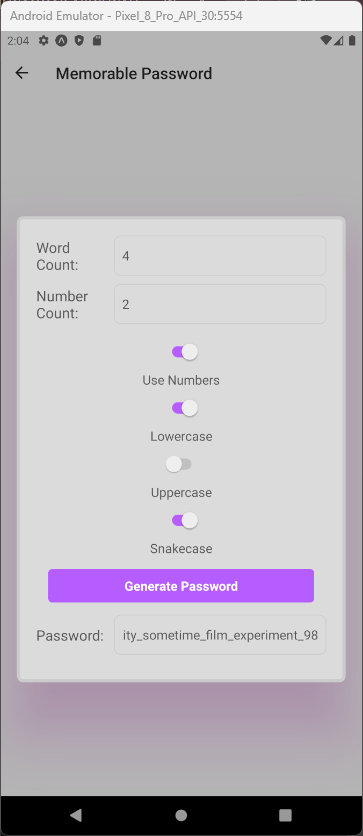 Android Emulator - Pixel_8_Pro_API_30:5554
2:04
Memorable Password
Word
Count:
4
Number
Count:
2
Use Numbers
Lowercase
Uppercase
Snakecase
Generate Password
Password:
ity_sometime_film_experiment_98